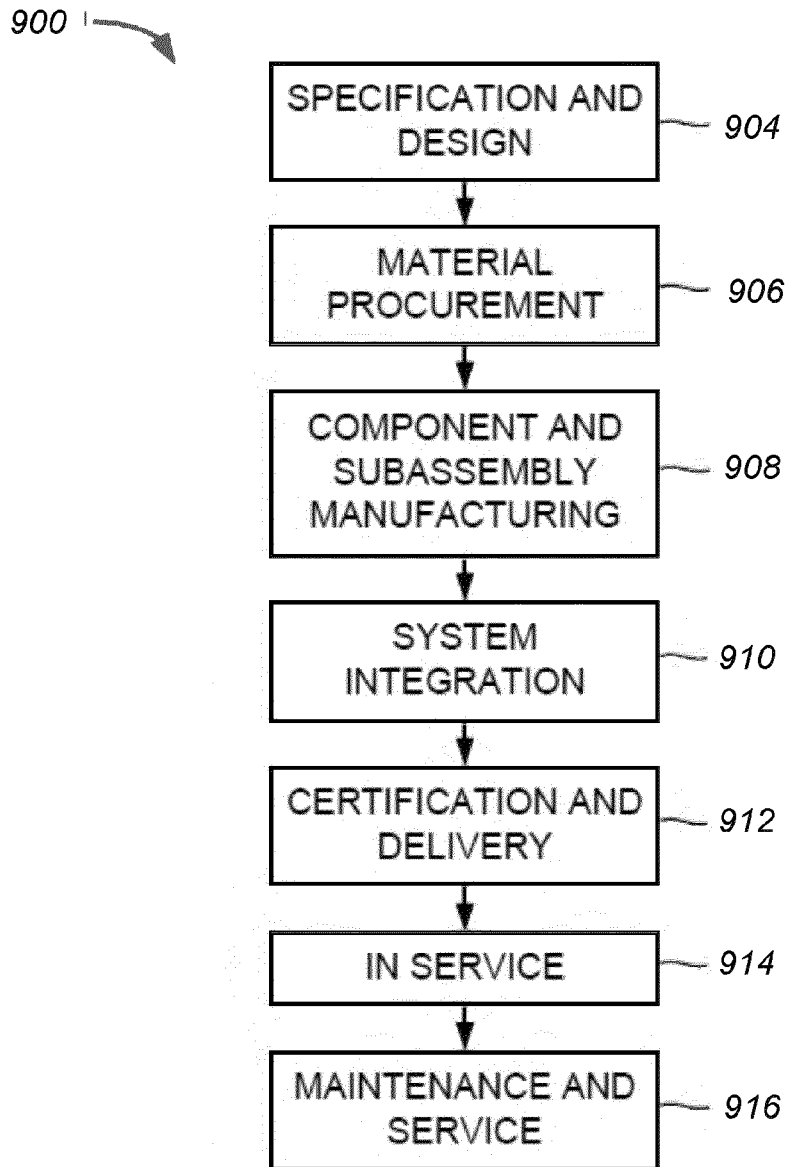 900
SPECIFICATION AND
DESIGN
904
MATERIAL
PROCUREMENT
906
COMPONENT AND
SUBASSEMBLY
MANUFACTURING
908
SYSTEM
INTEGRATION
910
CERTIFICATION AND
DELIVERY
912
IN SERVICE
914
MAINTENANCE AND
SERVICE
916